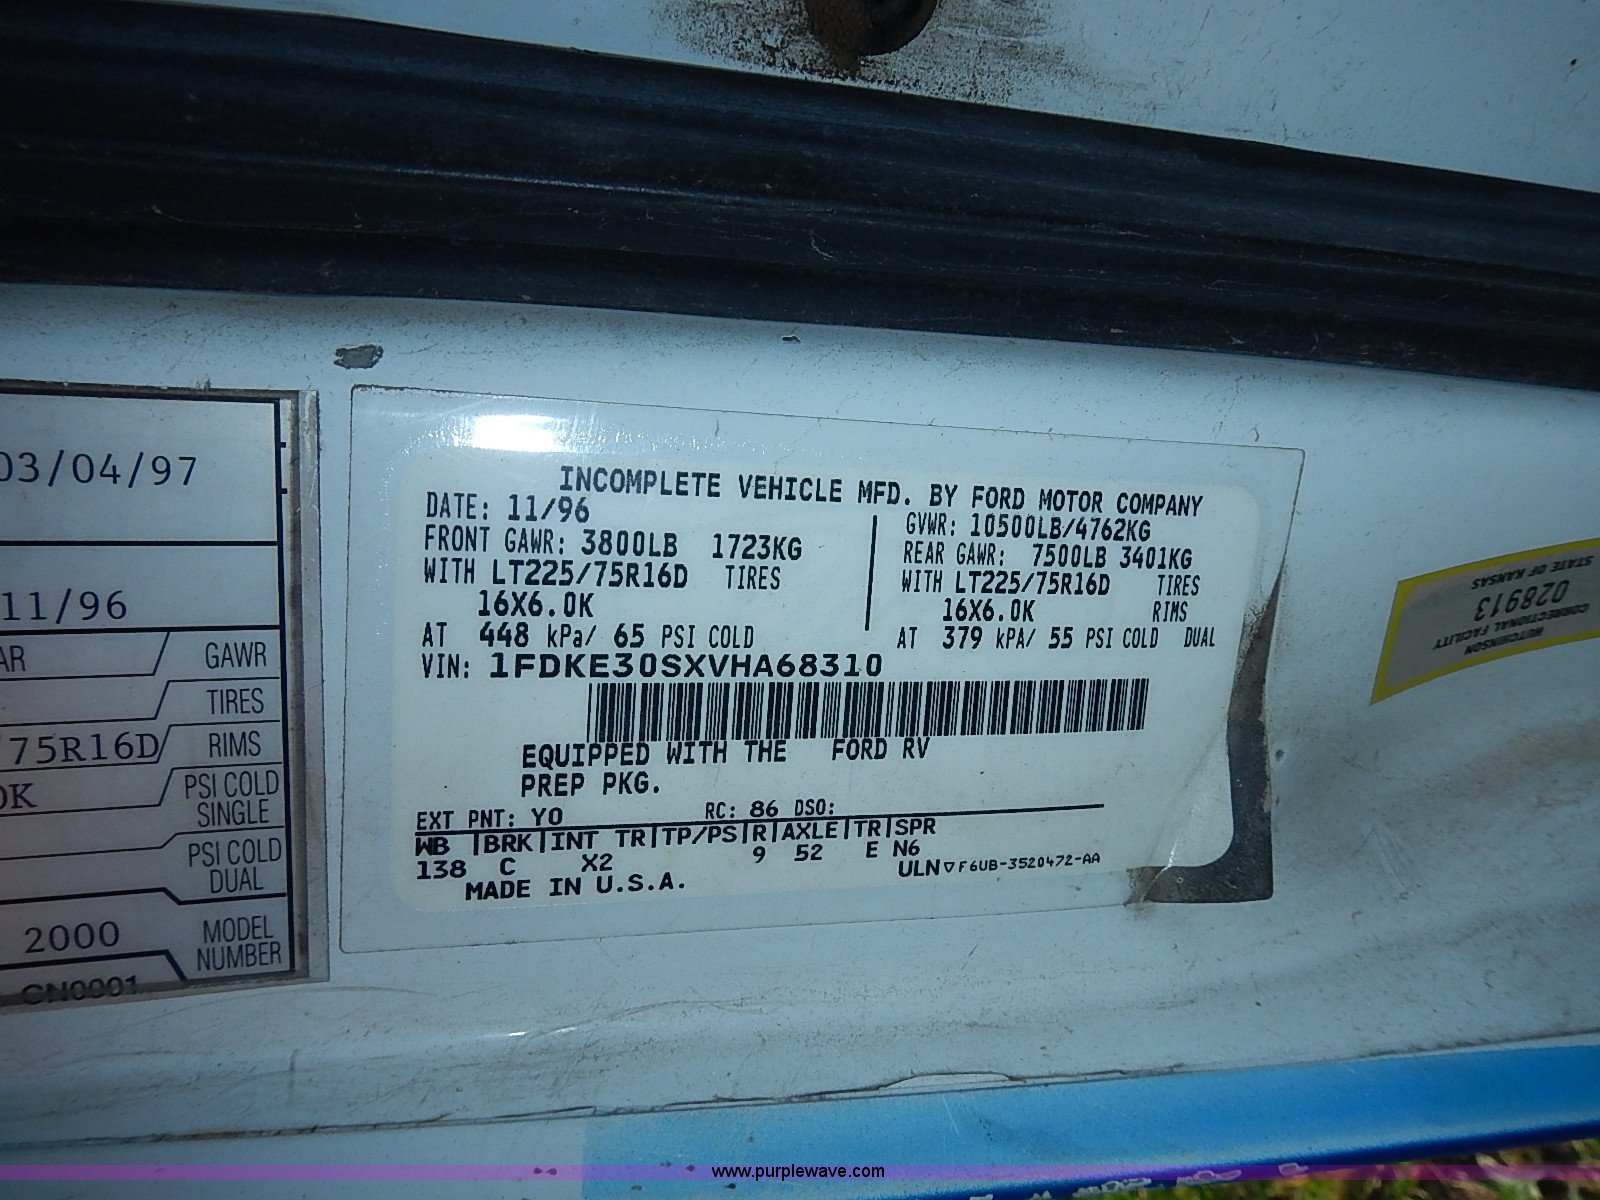 03/04/97
11/96
AR GAWR
TIRES
/75R16D RIMS
0K PSI COLD
SINGLE
PSI COLD
DUAL
2000 MODEL
NUMBER
CN0001
INCOMPLETE VEHICLE MFD. BY FORD MOTOR COMPANY
DATE: 11/96 GVWR: 10500LB/4762KG
FRONT GAWR: 3800LB 1723KG REAR GAWR: 7500LB 3401KG
WITH LT225/75R16D TIRES WITH LT225/75R16D TIRES
16X6.0K 16X6.0K RIMS
AT 448 kPa/ 65 PSI COLD AT 379 kPA/ 55 PSI COLD DUAL
VIN: 1FDKE30SXVHA68310
EQUIPPED WITH THE FORD RV
PREP PKG.
EXT PNT: YO RC: 86 DSO:
WB |BRK|INT TR|TP/PS|R|AXLE|TR|SPR
138 C X2 9 52 E N6
MADE IN U.S.A. ULN▽F6UB-3520472-AA
HUTCHINSON
CORRECTIONAL FACILITY
028913
STATE OF KANSAS
www.purplewave.com